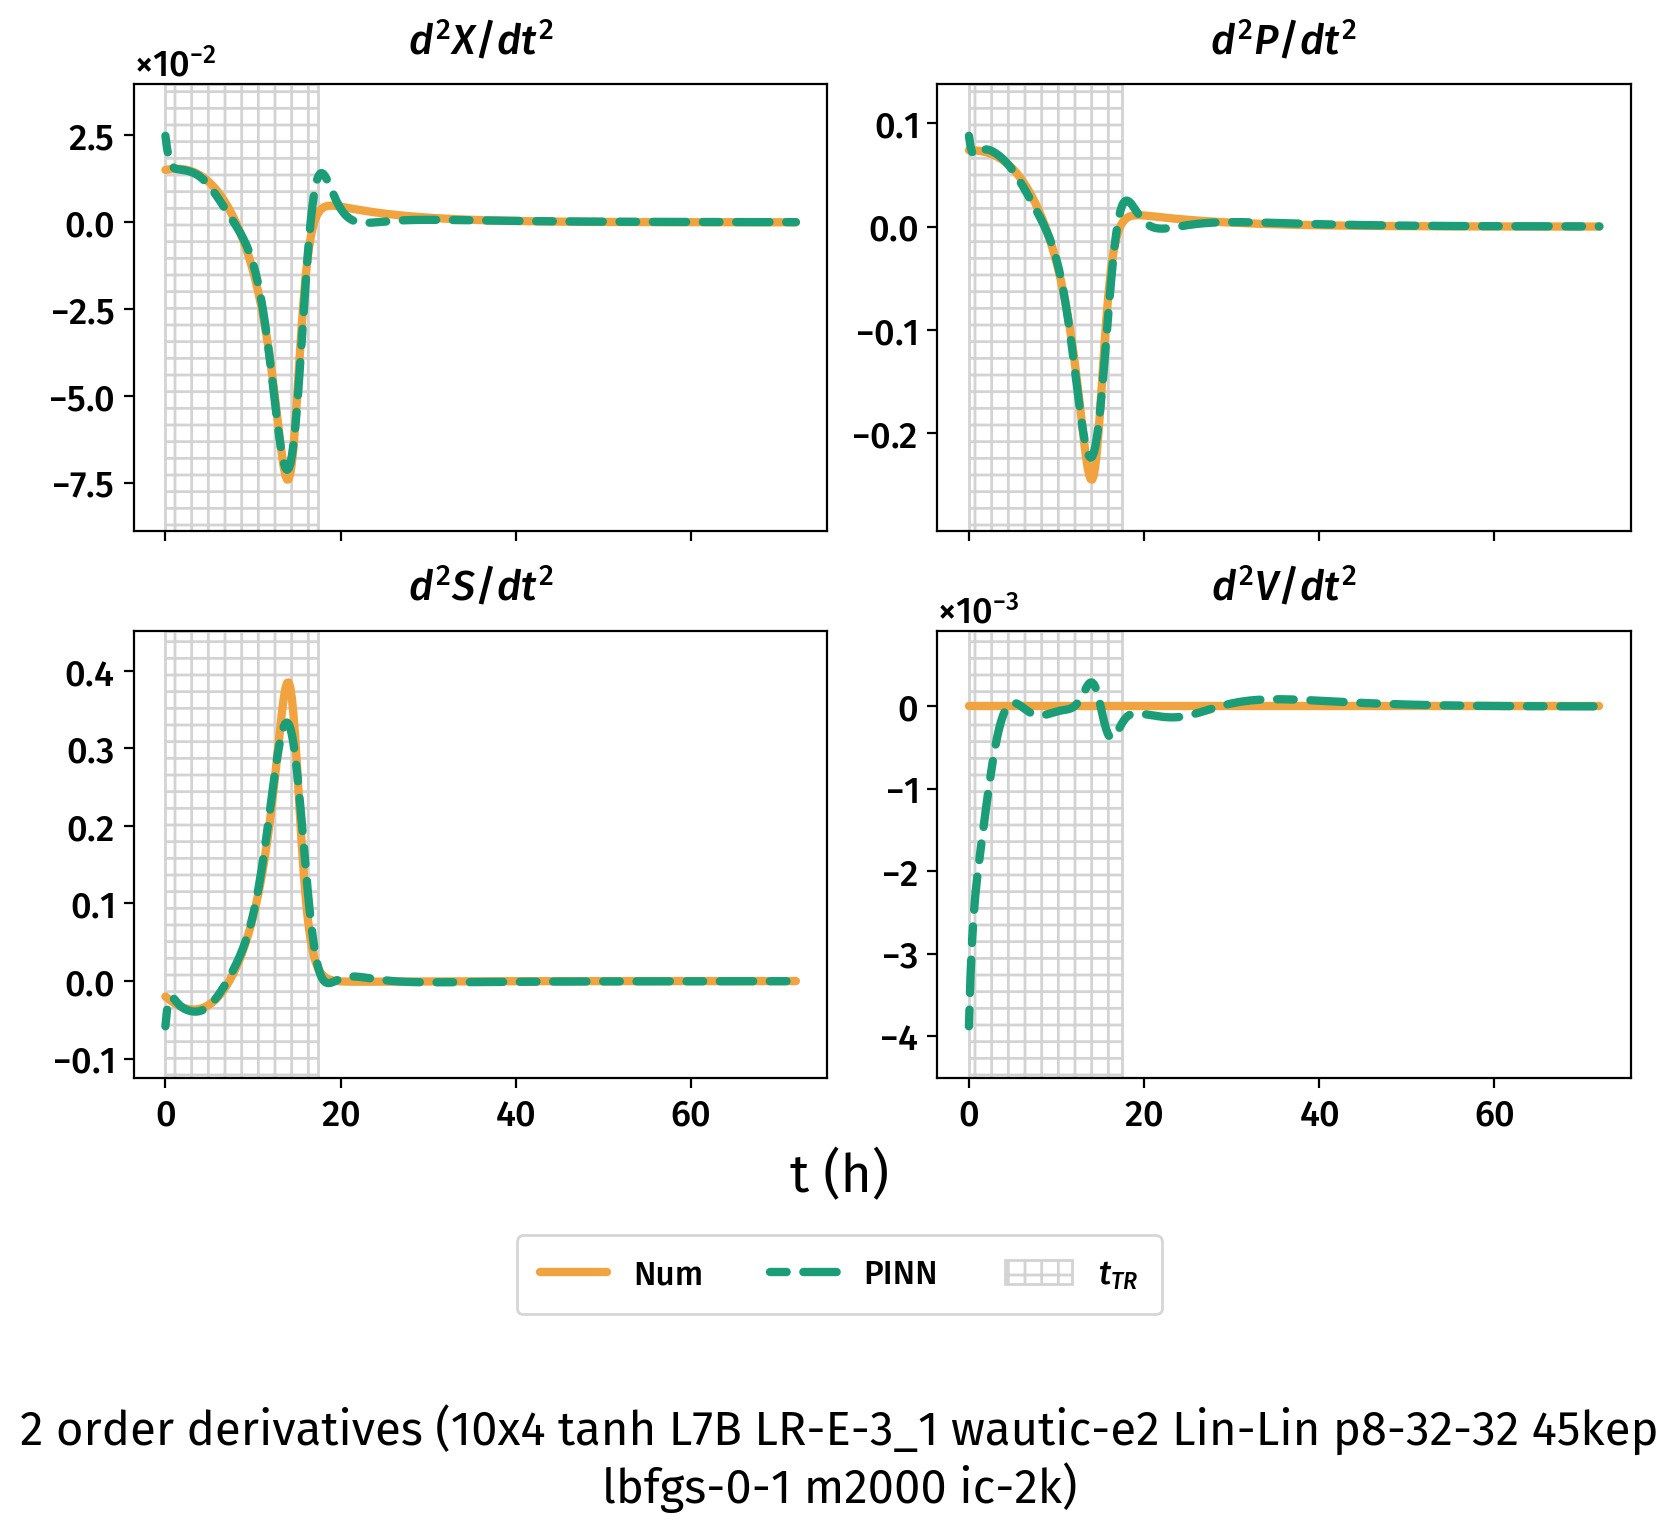 d²X/dt²
×10⁻²
2.5
0.0
−2.5
−5.0
−7.5
d²P/dt²
0.1
0.0
−0.1
−0.2
d²S/dt²
0.4
0.3
0.2
0.1
0.0
−0.1
0 20 40 60
d²V/dt²
×10⁻³
0
−1
−2
−3
−4
0 20 40 60
t (h)
Num PINN t_TR
2 order derivatives (10x4 tanh L7B LR-E-3_1 wautic-e2 Lin-Lin p8-32-32 45kep
lbfgs-0-1 m2000 ic-2k)